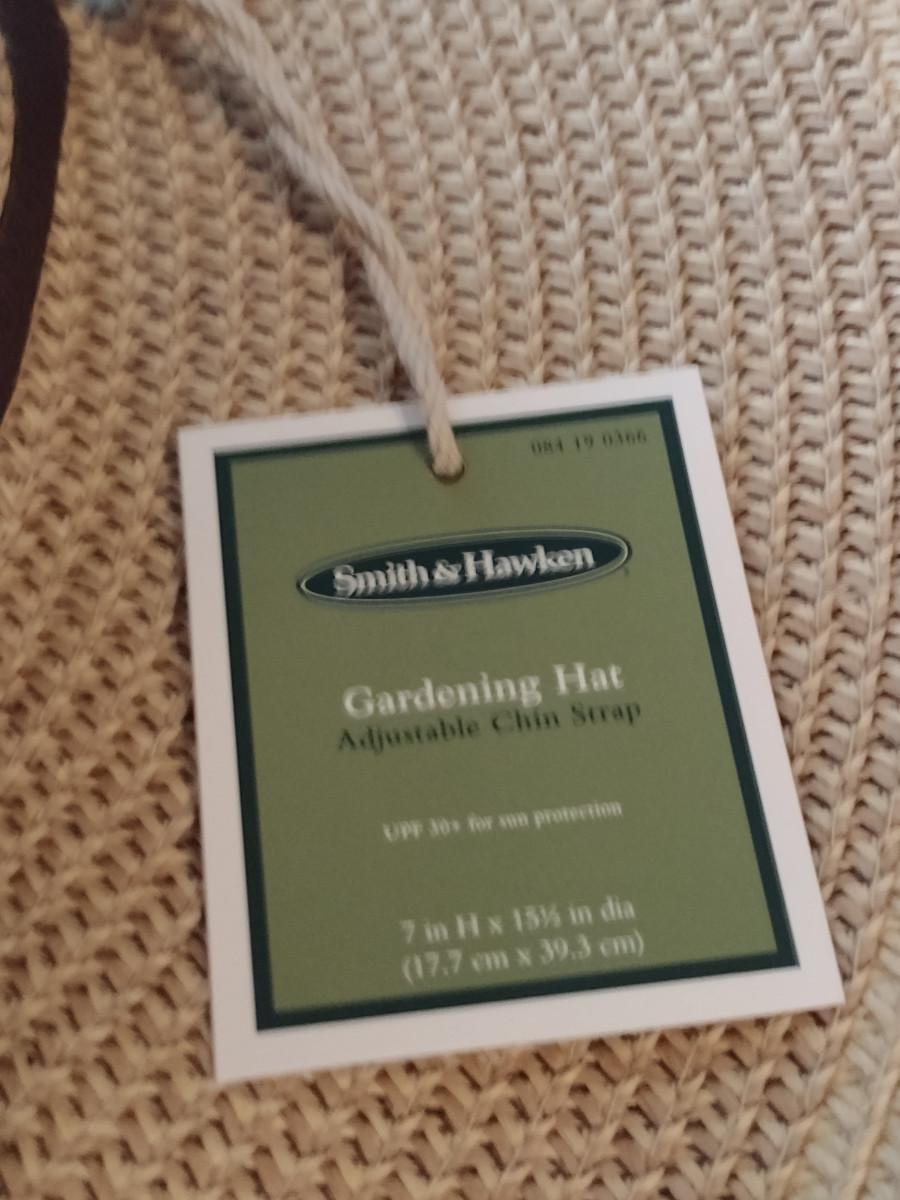 084 19 0366
Smith & Hawken
Gardening Hat
Adjustable Chin Strap
UPF 30+ for sun protection
7 in H x 15½ in dia
(17.7 cm x 39.3 cm)